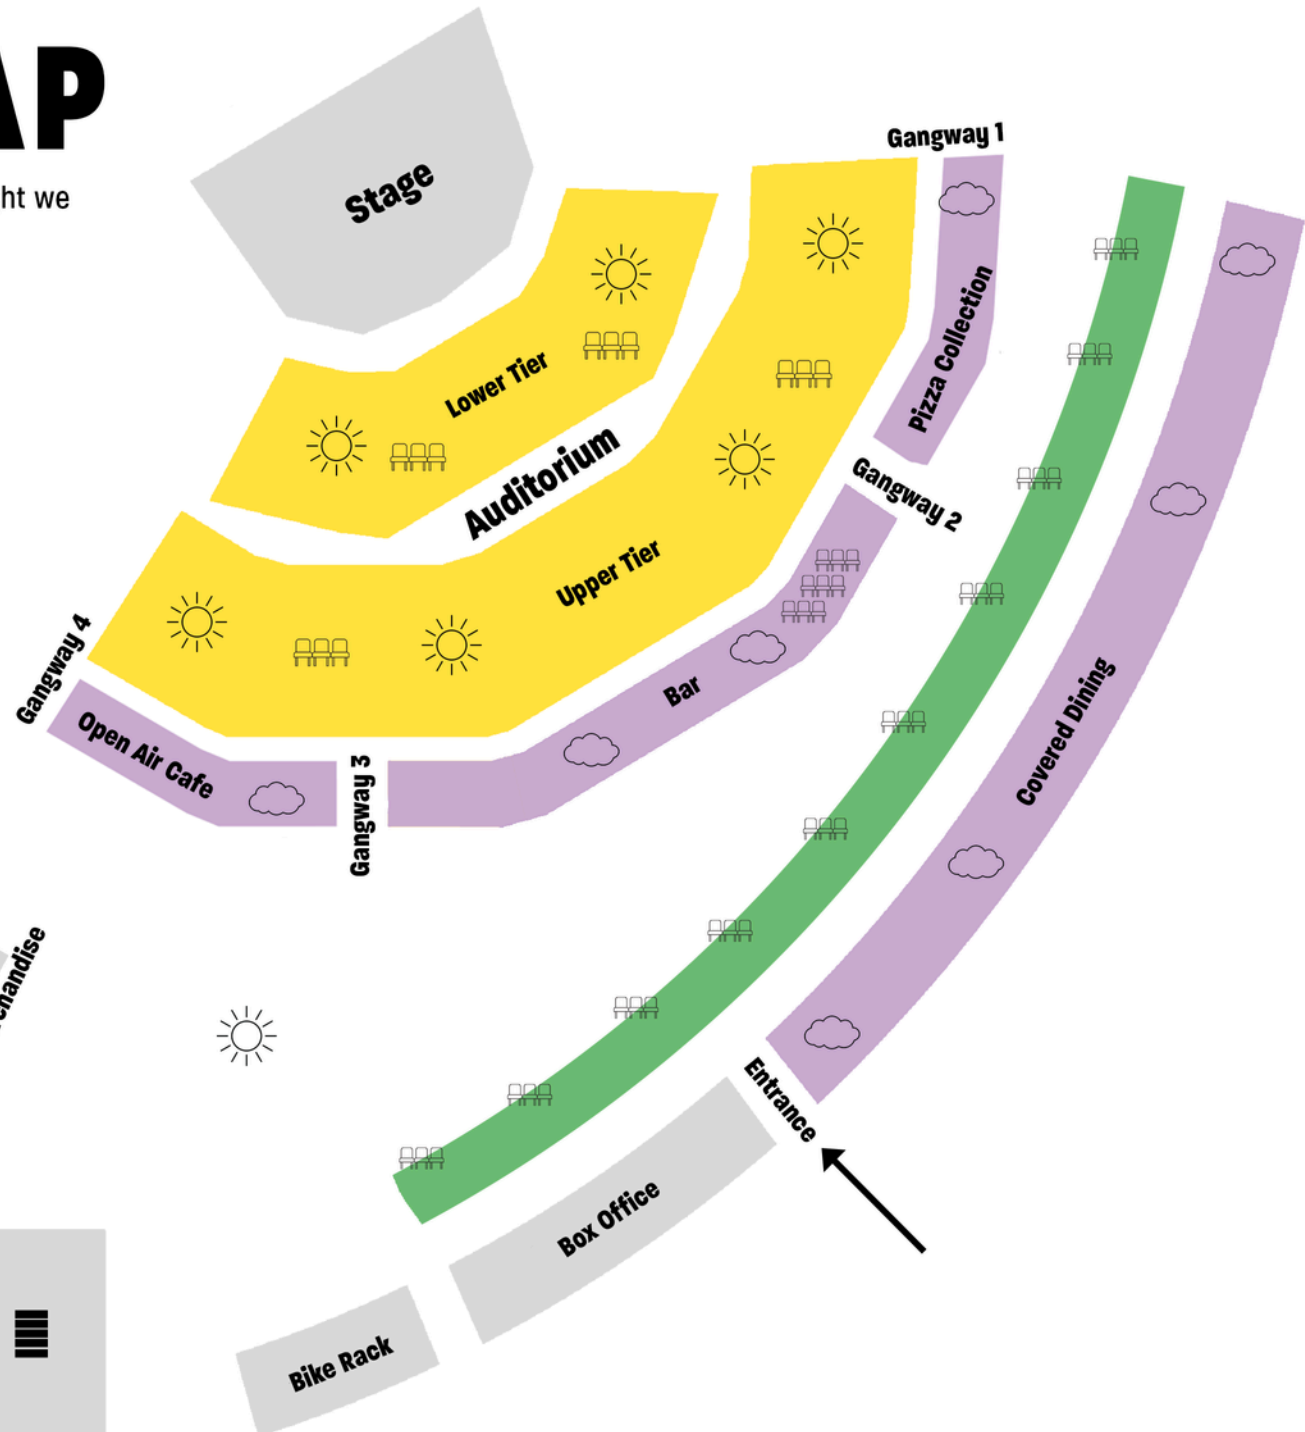 AP
ht we
Stage
Gangway 1
Lower Tier
Pizza Collection
Auditorium
Gangway 2
Upper Tier
Gangway 4
Open Air Cafe
Bar
Gangway 3
Covered Dining
chandise
Entrance
Box Office
Bike Rack